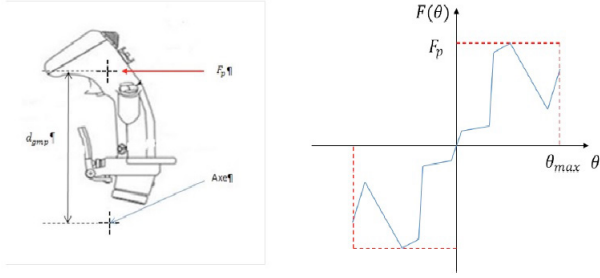 F_p¶
d_gmp¶
Axe¶
F(θ)
F_p
θ_max θ